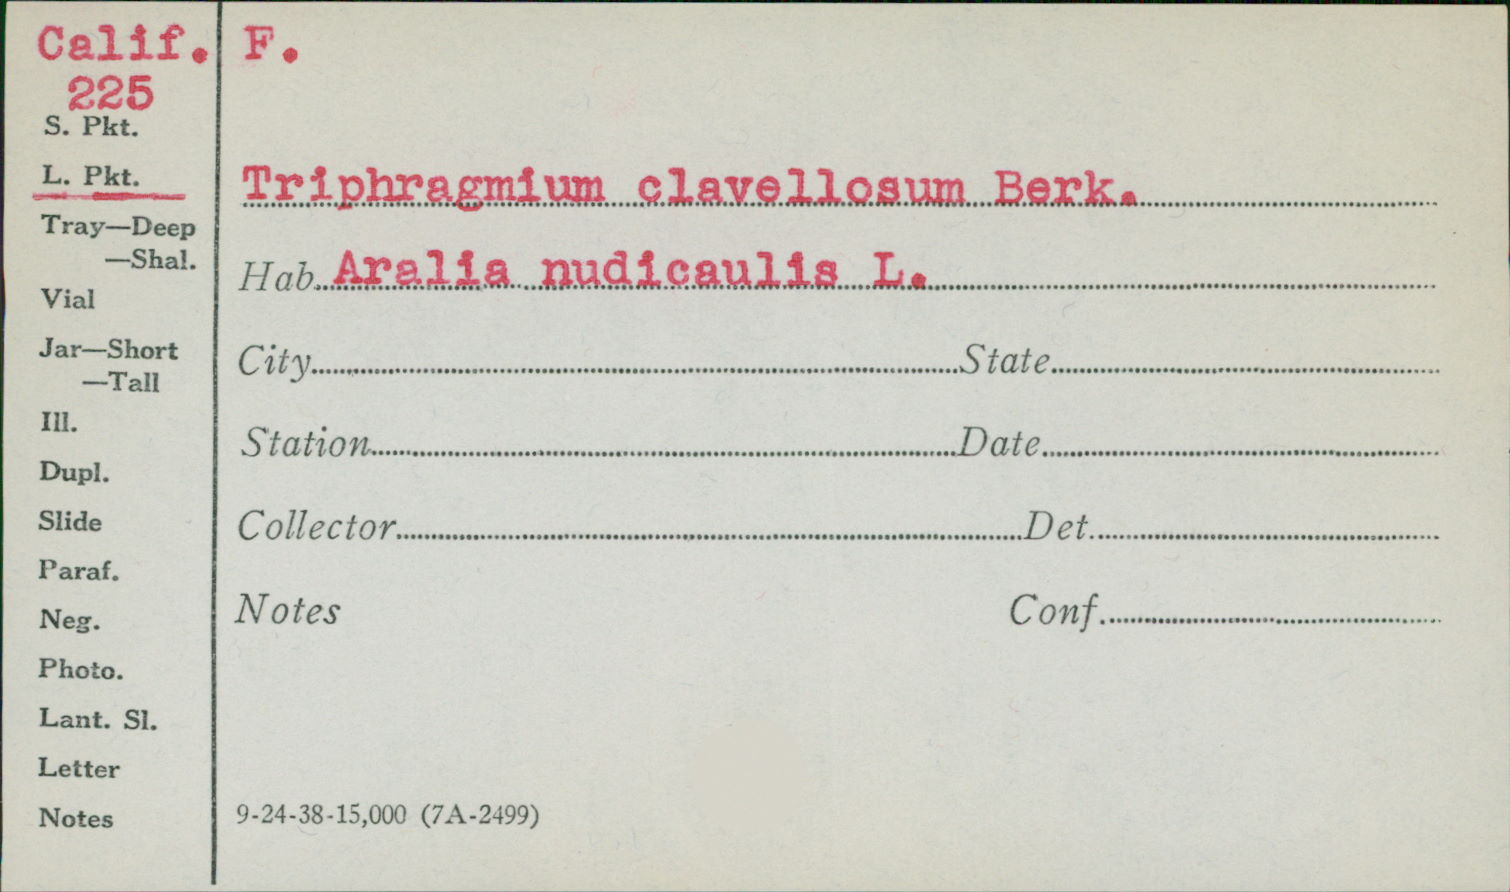 Calif. F.
225
S. Pkt.
L. Pkt.
Triphragmium clavellosum Berk.
Tray—Deep
—Shal.
Hab. Aralia nudicaulis L.
Vial
Jar—Short
—Tall
City State
Ill.
Station Date
Dupl.
Slide
Collector Det.
Paraf.
Neg.
Notes Conf.
Photo.
Lant. Sl.
Letter
Notes
9-24-38-15,000 (7A-2499)